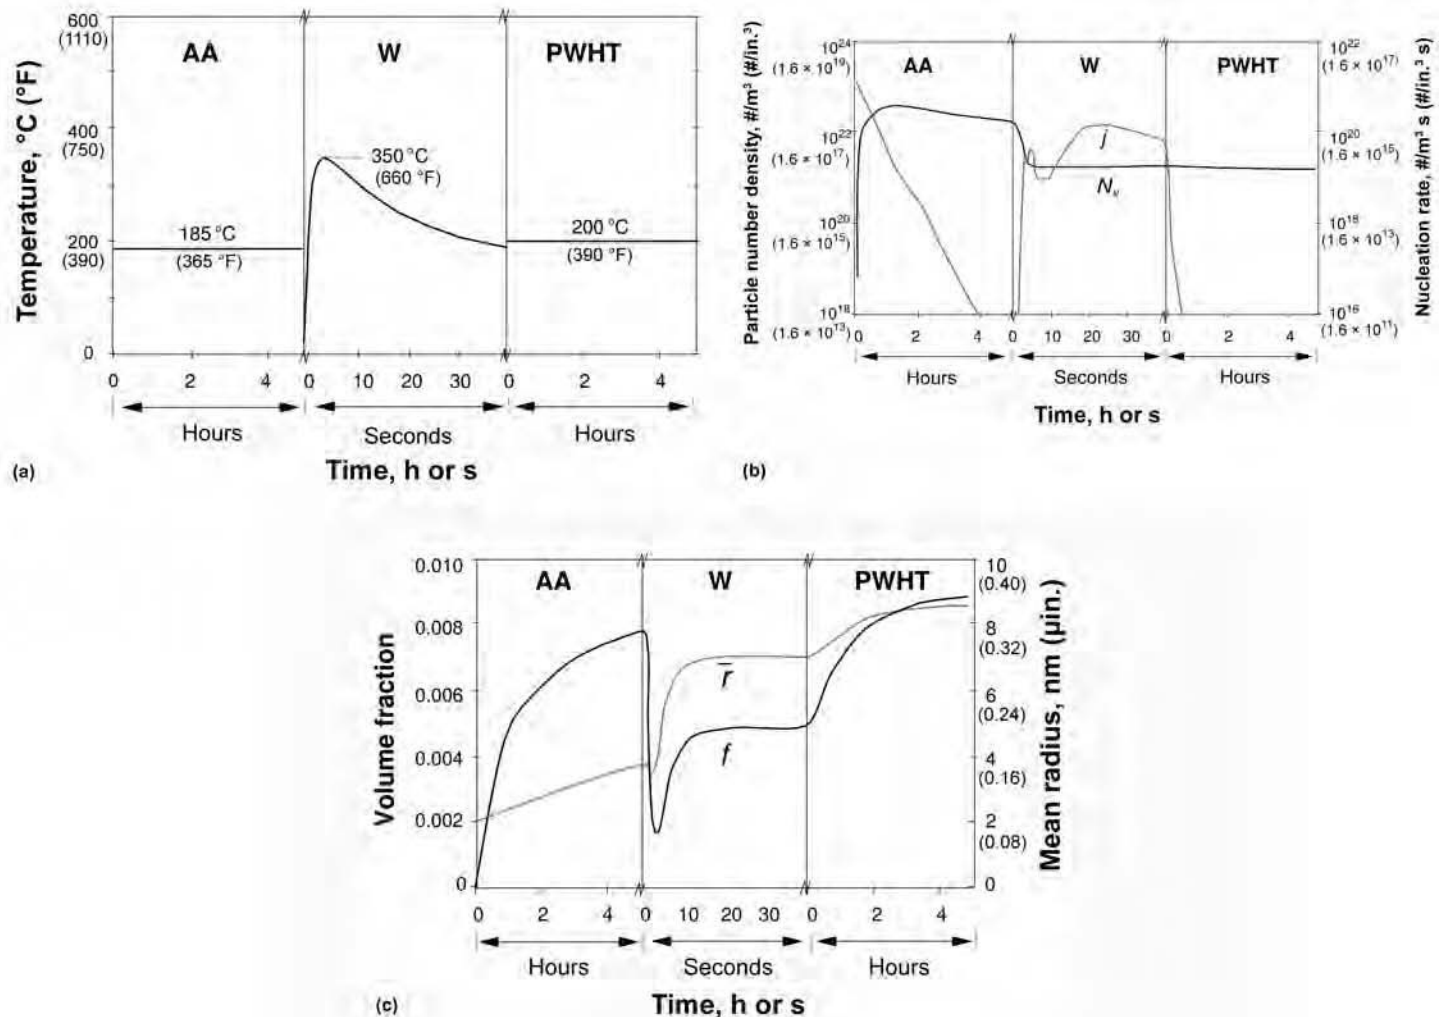 600
(1110)
400
(750)
200
(390)
0
Temperature, °C (°F)
AA
W
PWHT
350 °C
(660 °F)
185 °C
(365 °F)
200 °C
(390 °F)
0 2 4 0 10 20 30 0 2 4
Hours Seconds Hours
Time, h or s
(a)
Particle number density, #/m³ (#/in.³)
10²⁴
(1.6 × 10¹⁹)
10²²
(1.6 × 10¹⁷)
10²⁰
(1.6 × 10¹⁵)
10¹⁸
(1.6 × 10¹³)
AA
W
PWHT
j
Nᵥ
10²²
(1.6 × 10¹⁷)
10²⁰
(1.6 × 10¹⁵)
10¹⁸
(1.6 × 10¹³)
10¹⁶
(1.6 × 10¹¹)
Nucleation rate, #/m³ s (#/in.³ s)
0 2 4 0 10 20 30 0 2 4
Hours Seconds Hours
Time, h or s
(b)
Volume fraction
0.010
0.008
0.006
0.004
0.002
0
AA
W
PWHT
r̅
f
10
(0.40)
8
(0.32)
6
(0.24)
4
(0.16)
2
(0.08)
0
Mean radius, nm (µin.)
0 2 4 0 10 20 30 0 2 4
Hours Seconds Hours
Time, h or s
(c)